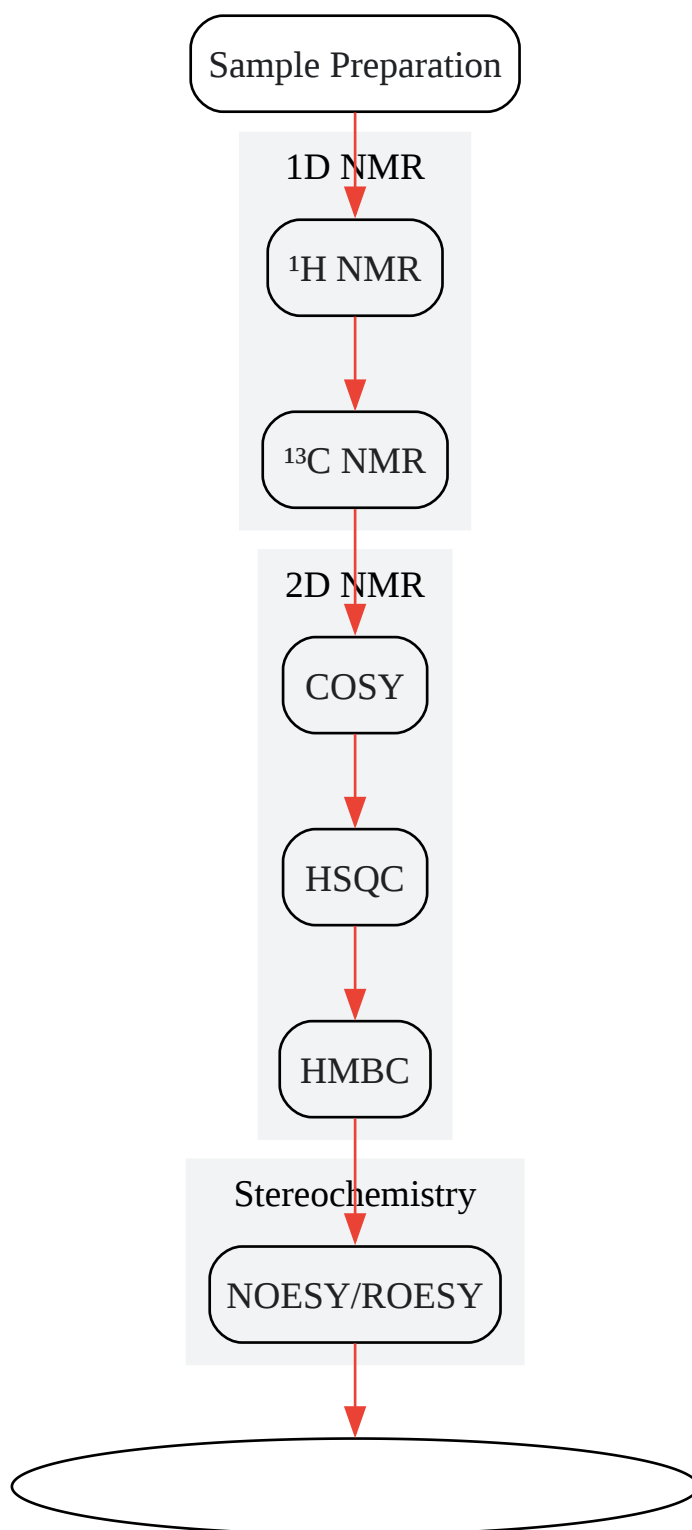 Sample Preparation
1D NMR
¹H NMR
¹³C NMR
2D NMR
COSY
HSQC
HMBC
Stereochemistry
NOESY/ROESY